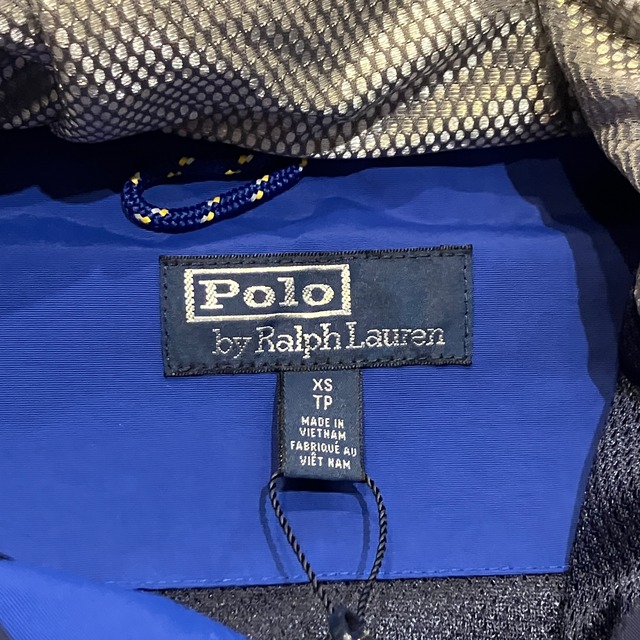 Polo
by Ralph Lauren
XS
TP
MADE IN
VIETNAM
FABRIQUÉ AU
VIÊT NAM